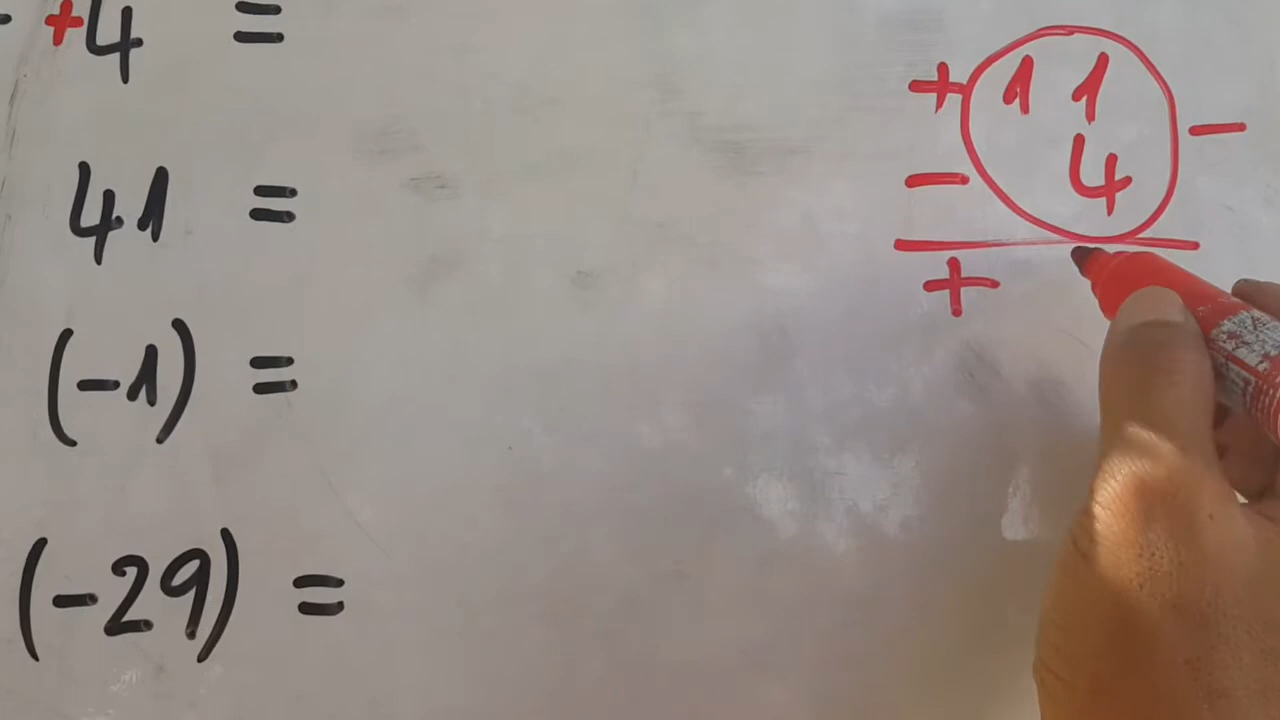 - +4 =
41 =
(-1) =
(-29) =
+ 11
- 4 -
+